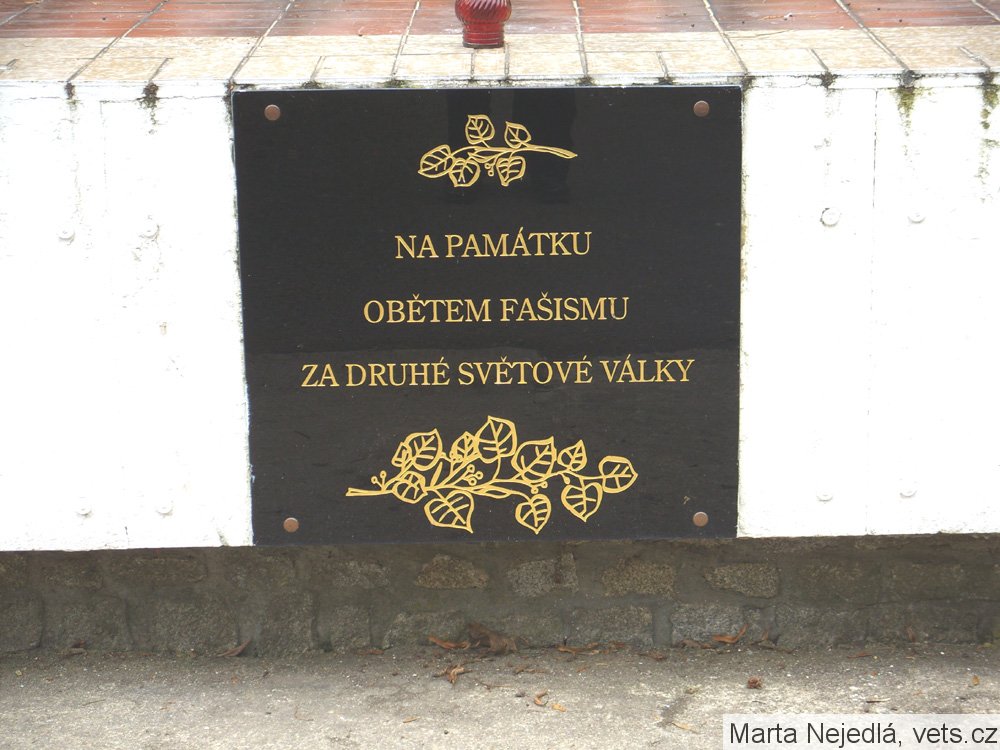 NA PAMÁTKU
OBĚTEM FAŠISMU
ZA DRUHÉ SVĚTOVÉ VÁLKY
Marta Nejedlá, vets.cz